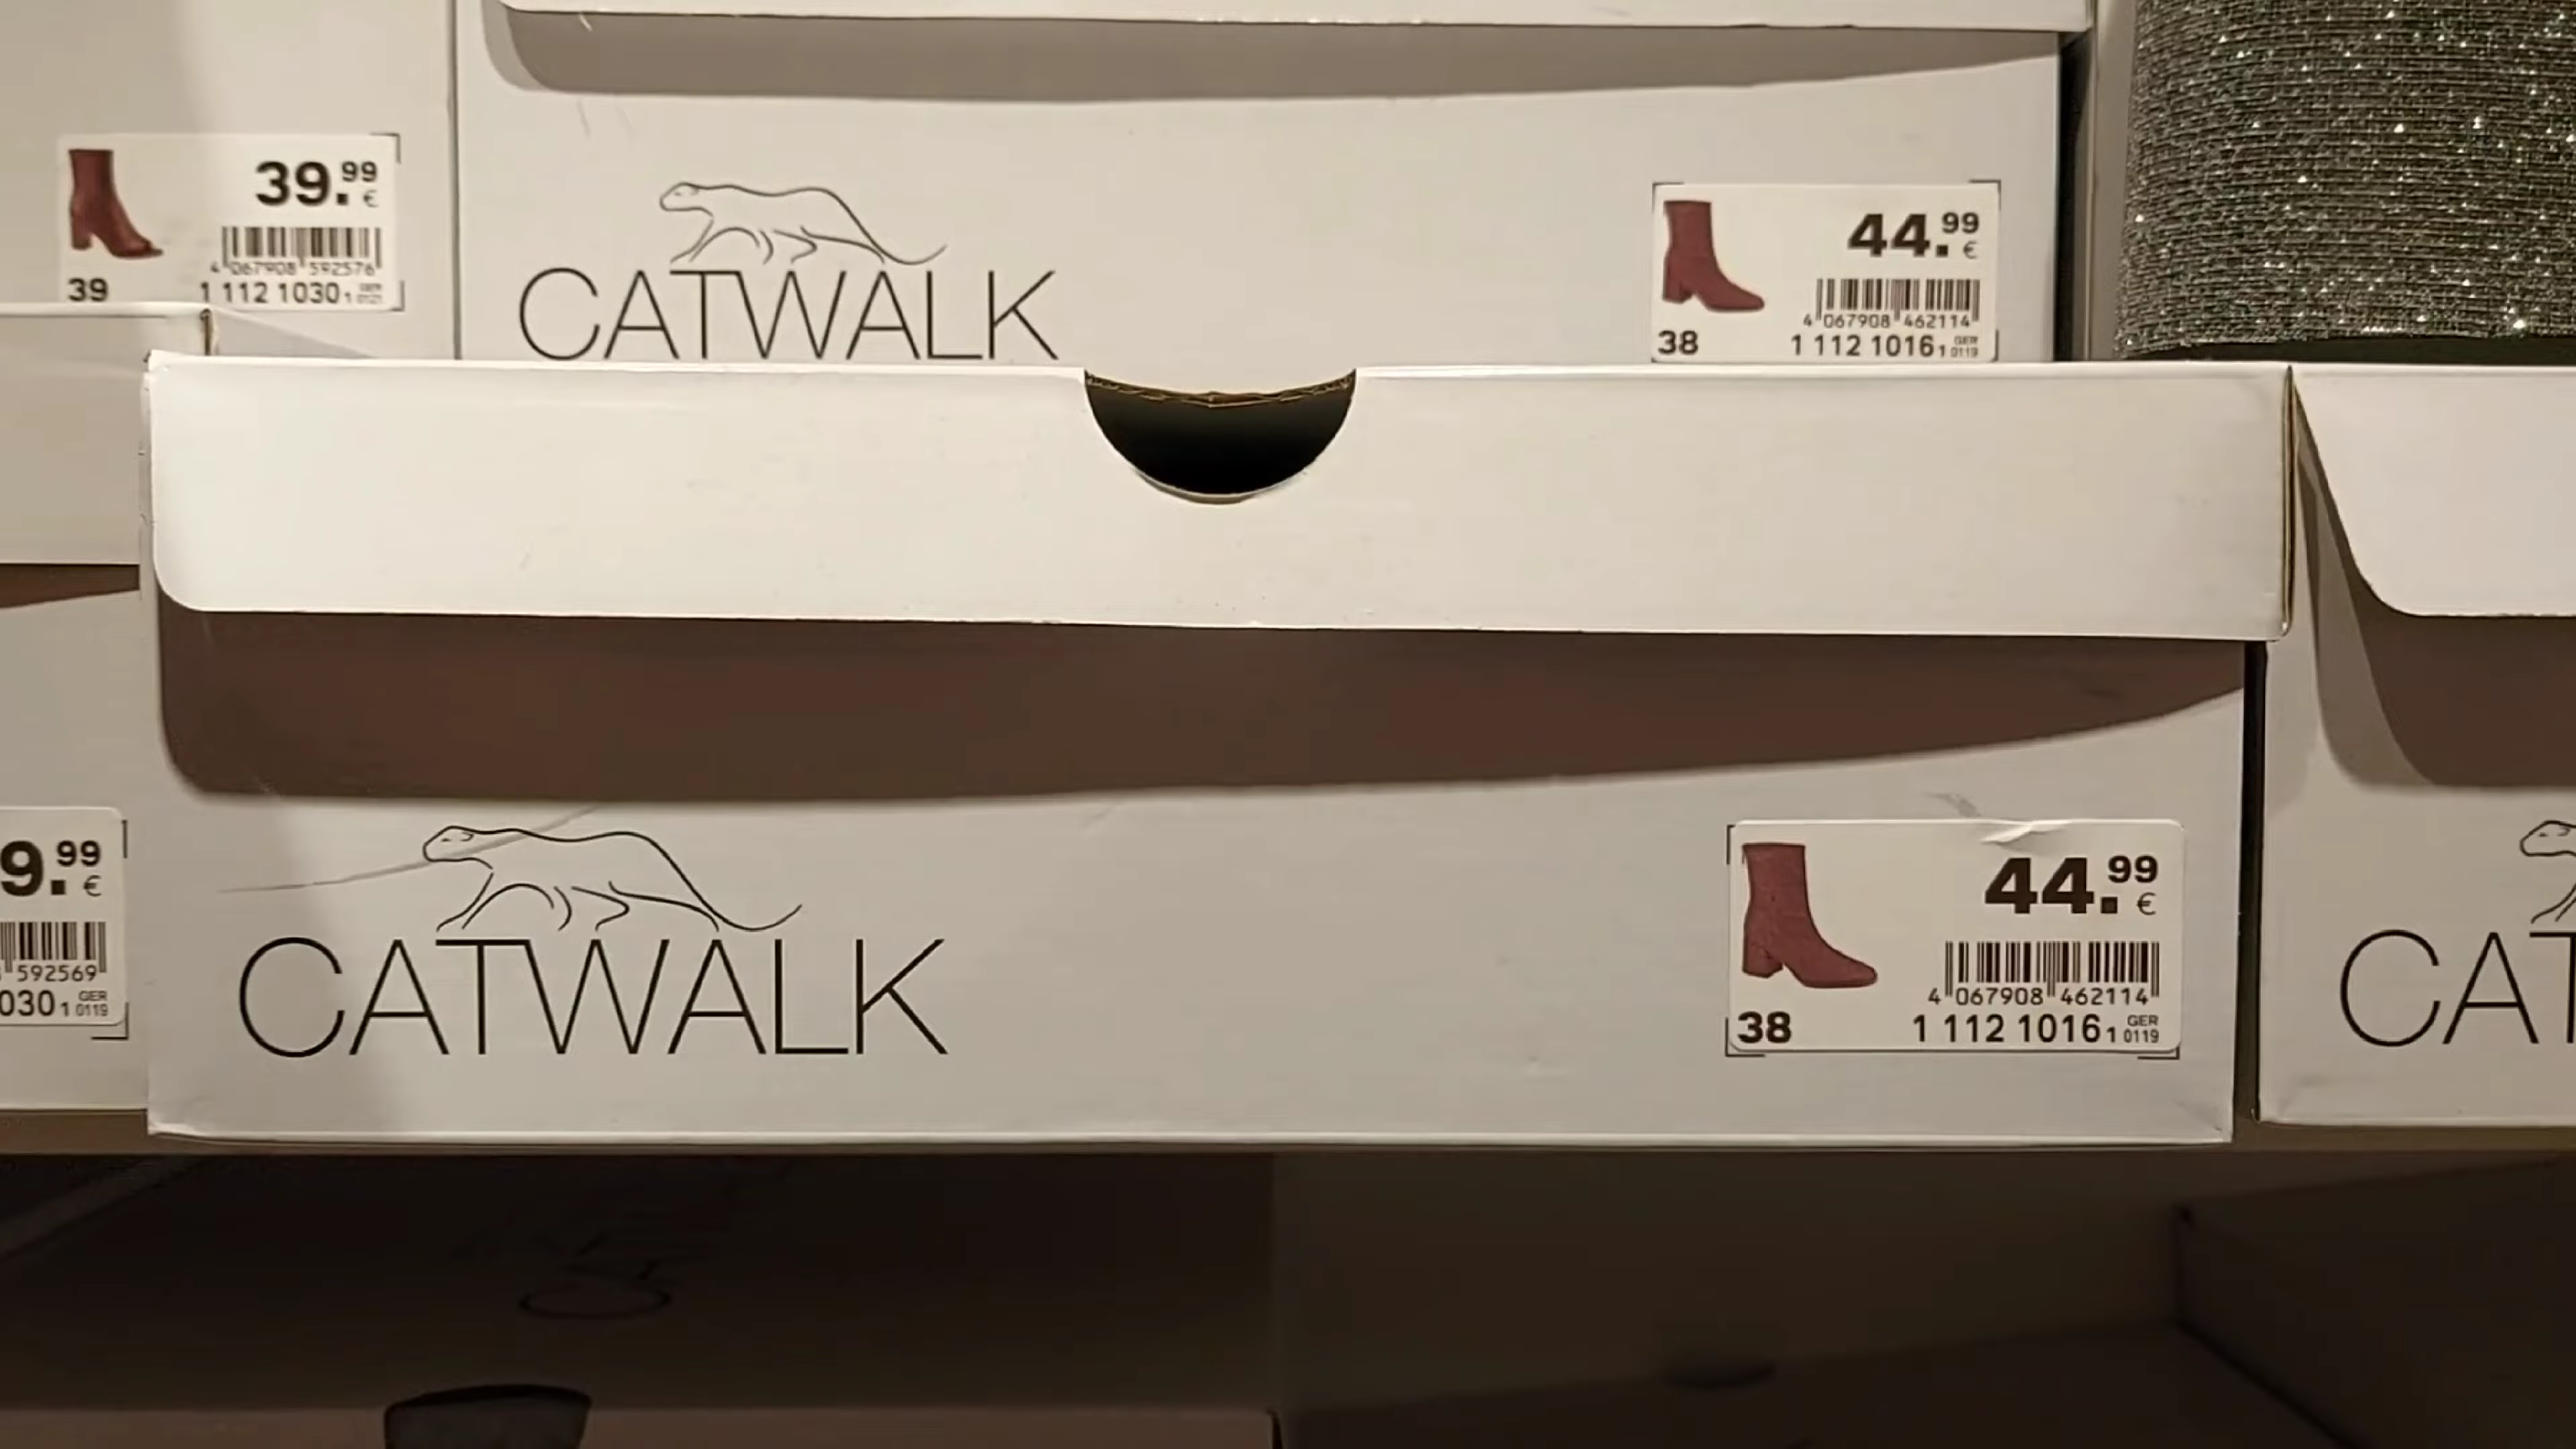 39.99 €
4 067908 592576
39
1 112 1030 1
CATWALK
44.99 €
4 067908 462114
38
1 112 1016 1 GER 0119
9.99 €
592569
030 1 GER 0119
CATWALK
44.99 €
4 067908 462114
38
1 112 1016 1 GER 0119
CAT